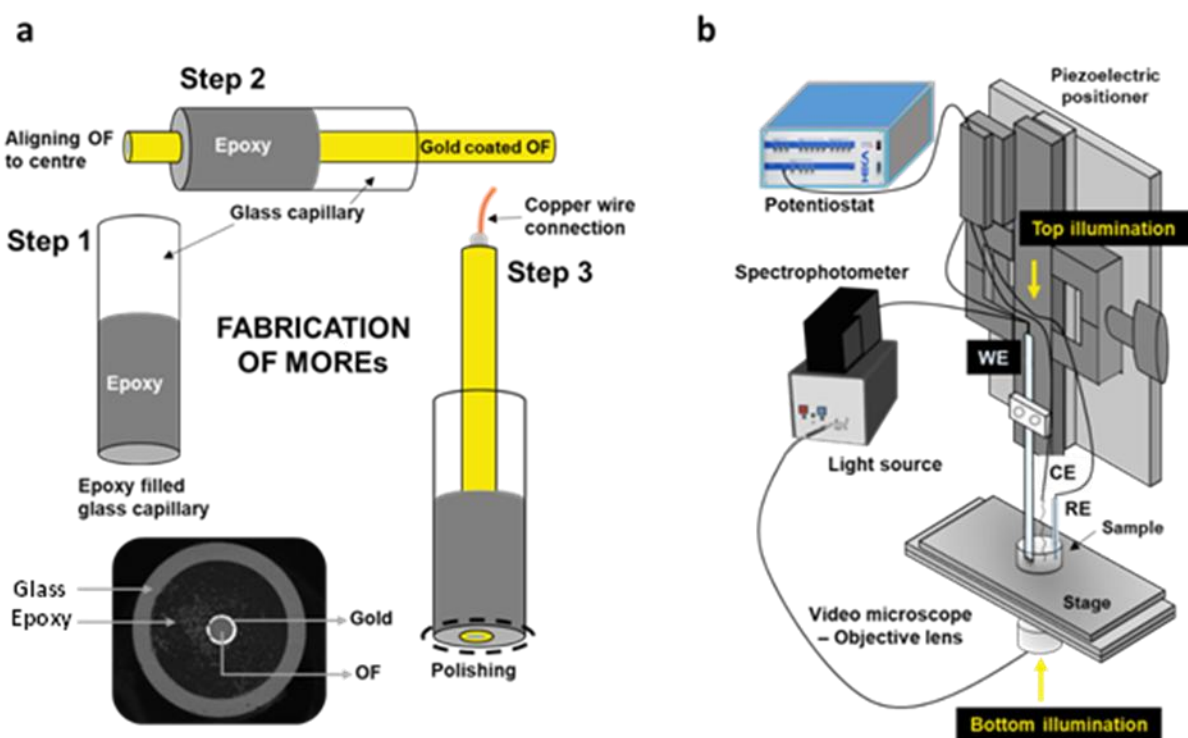 a
Step 2
Aligning OF
to centre
Epoxy
Gold coated OF
Glass capillary
Step 1
Copper wire
connection
Step 3
FABRICATION
OF MOREs
Epoxy
Epoxy filled
glass capillary
Glass
Epoxy
Gold
OF
Polishing
b
Piezoelectric
positioner
Potentiostat
Top illumination
Spectrophotometer
WE
Light source
CE
RE
Sample
Stage
Video microscope
– Objective lens
Bottom illumination